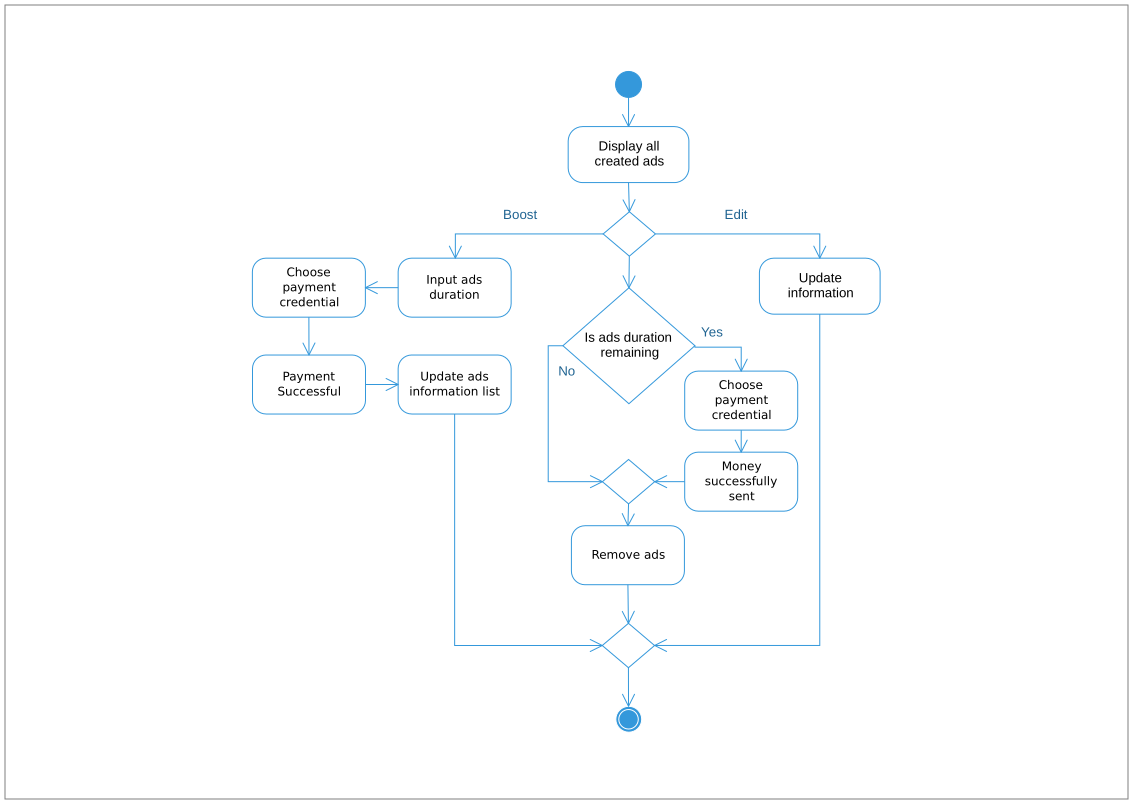 Display all
created ads
Boost
Edit
Choose
payment
credential
Input ads
duration
Update
information
Is ads duration
remaining
Yes
No
Payment
Successful
Update ads
information list
Choose
payment
credential
Money
successfully
sent
Remove ads